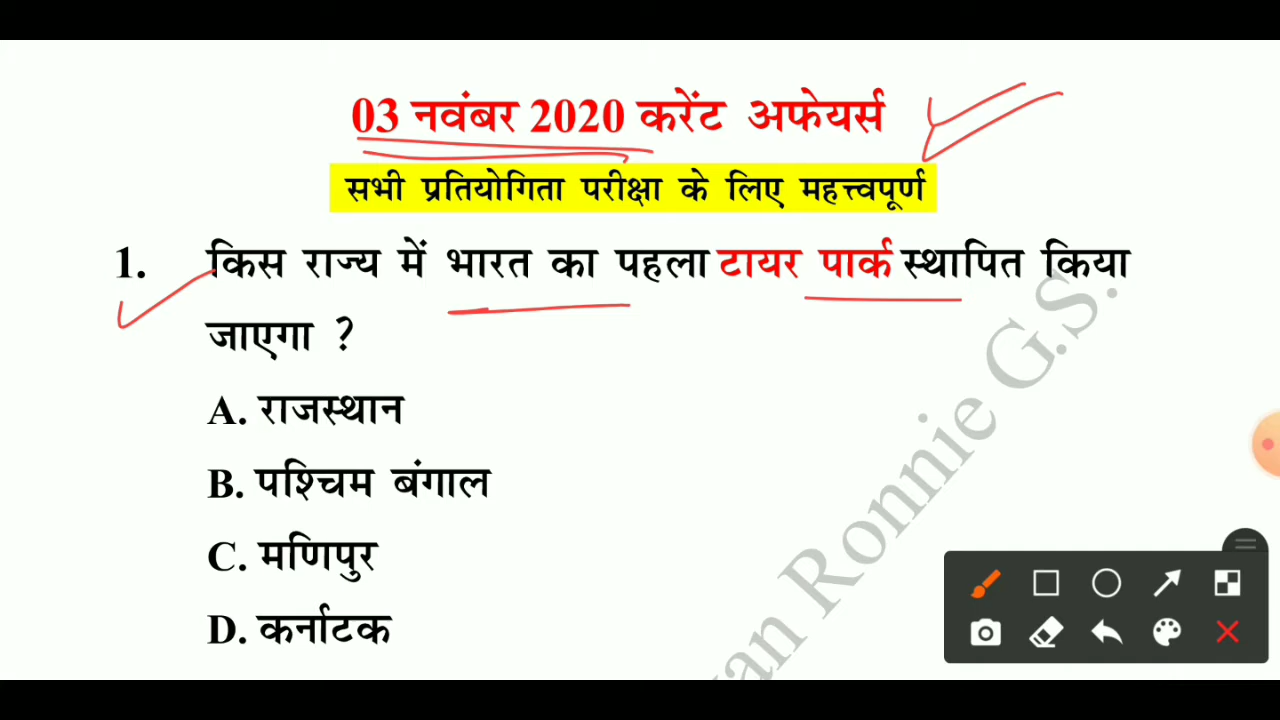 03 नवंबर 2020 करेंट अफेयर्स
सभी प्रतियोगिता परीक्षा के लिए महत्त्वपूर्ण
1. किस राज्य में भारत का पहला टायर पार्क स्थापित किया
जाएगा ?
A. राजस्थान
B. पश्चिम बंगाल
C. मणिपुर
D. कर्नाटक
Ronnie G.S.